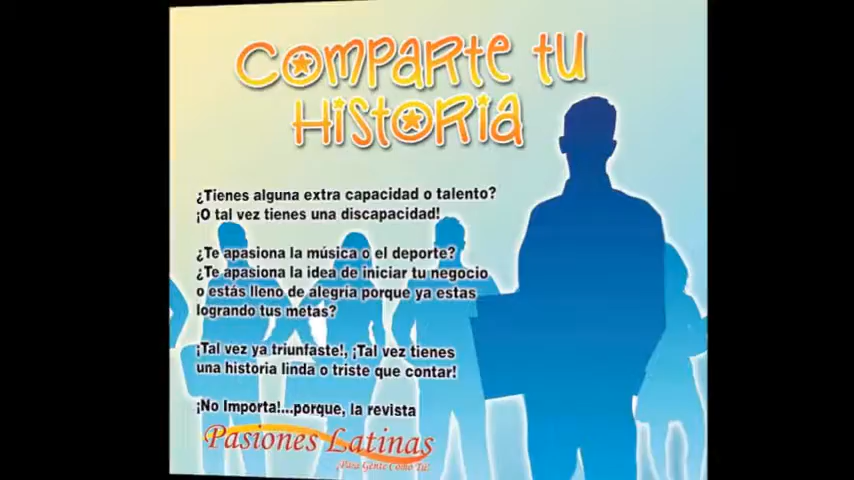 Comparte tu
Historia
¿Tienes alguna extra capacidad o talento?
¡O tal vez tienes una discapacidad!
¿Te apasiona la música o el deporte?
¿Te apasiona la idea de iniciar tu negocio
o estás lleno de alegría porque ya estas
logrando tus metas?
¡Tal vez ya triunfaste!, ¡Tal vez tienes
una historia linda o triste que contar!
¡No Importa!...porque, la revista
Pasiones Latinas
¡Para Gente Como Tú!